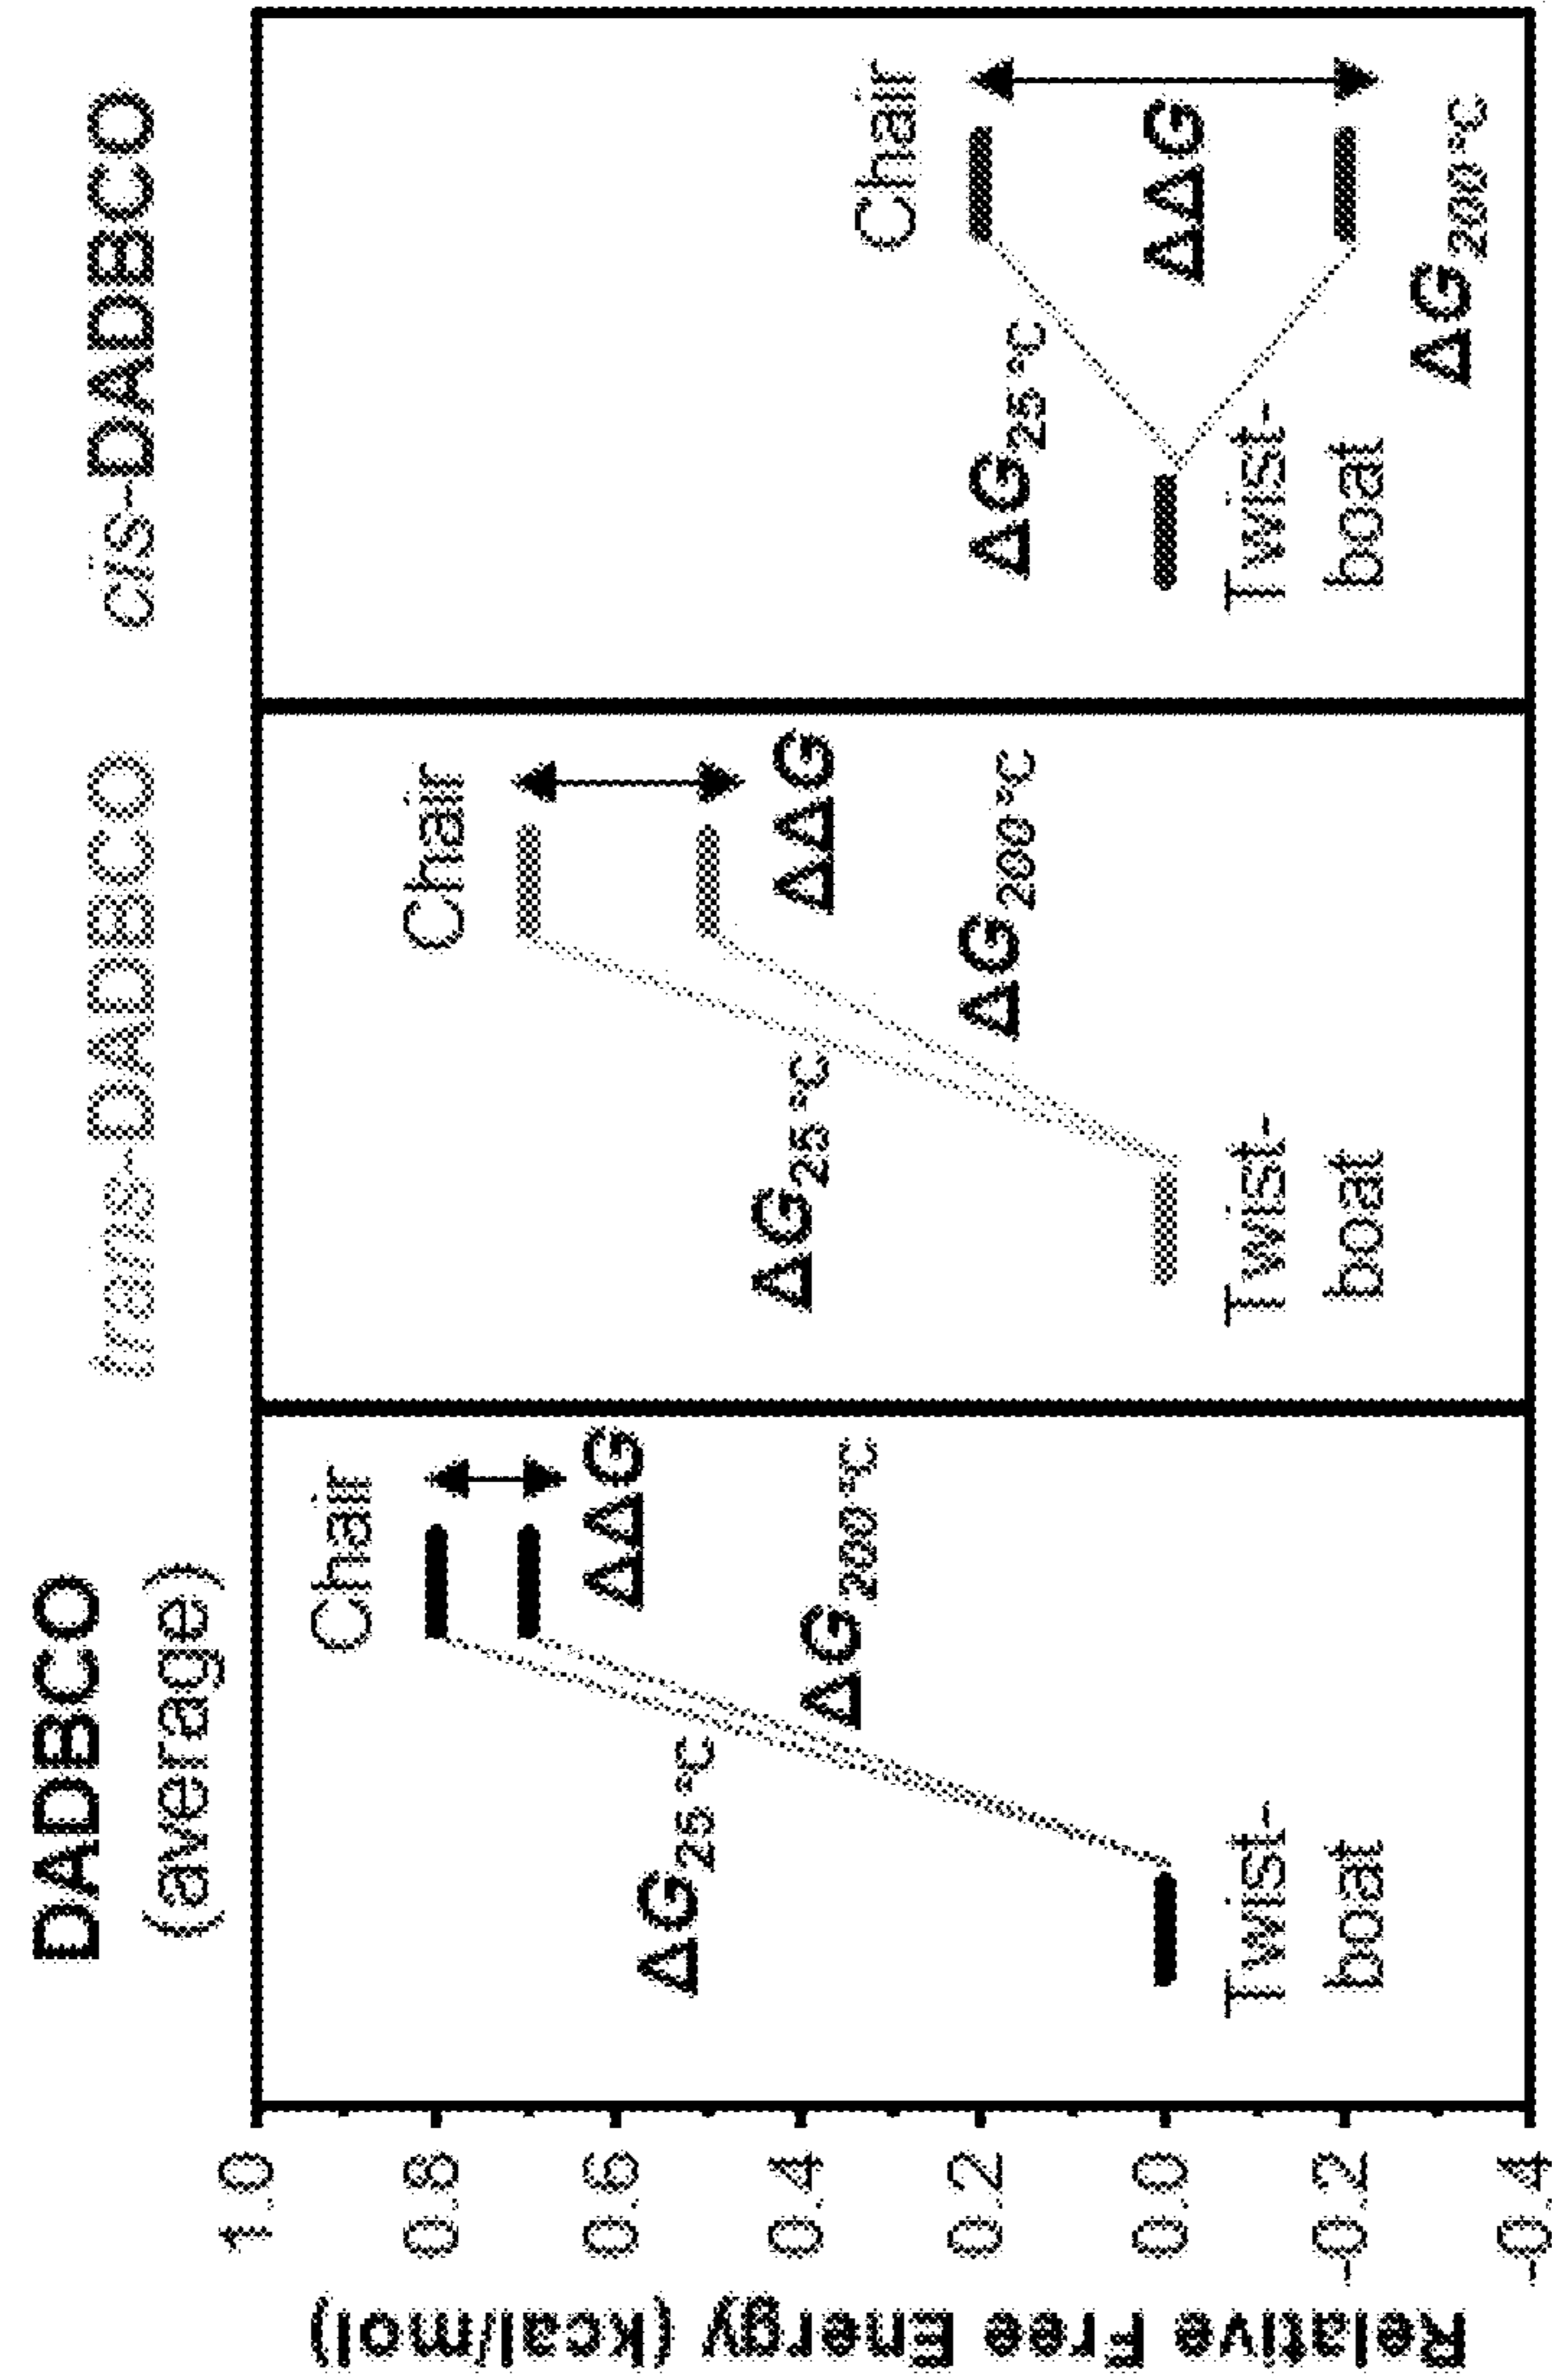 DADBCO
(average)
trans-DADBCO
cis-DADBCO
Relative Free Energy (kcal/mol)
1.0
0.8
0.6
0.4
0.2
0.0
-0.2
-0.4
Chair
ΔΔG
ΔG25 °C
ΔG200 °C
Twist-
boat
Chair
ΔΔG
ΔG25 °C
ΔG200 °C
Twist-
boat
Chair
ΔG25 °C
ΔΔG
Twist-
boat
ΔG200 °C